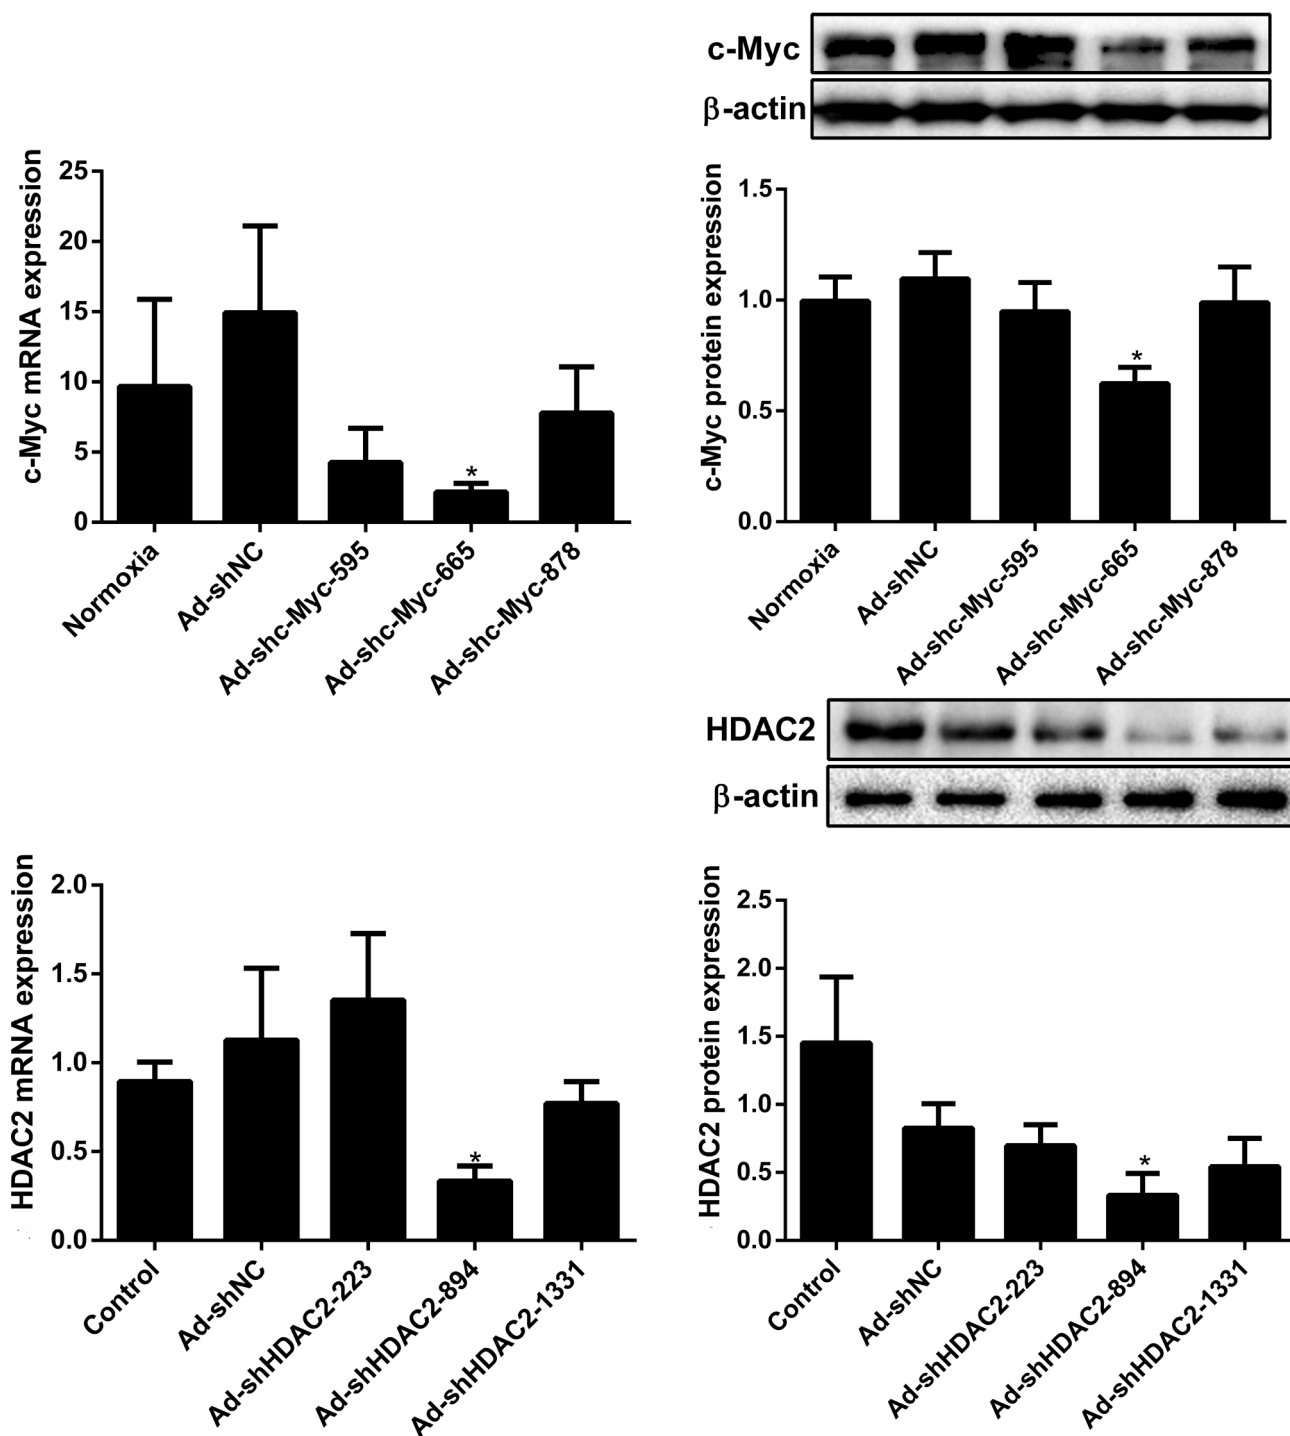 c-Myc
β-actin
c-Myc mRNA expression
25
20
15
10
5
0
*
Normoxia
Ad-shNC
Ad-shc-Myc-595
Ad-shc-Myc-665
Ad-shc-Myc-878
c-Myc protein expression
1.5
1.0
0.5
0.0
*
Normoxia
Ad-shNC
Ad-shc-Myc-595
Ad-shc-Myc-665
Ad-shc-Myc-878
HDAC2
β-actin
HDAC2 mRNA expression
2.0
1.5
1.0
0.5
0.0
*
Control
Ad-shNC
Ad-shHDAC2-223
Ad-shHDAC2-894
Ad-shHDAC2-1331
HDAC2 protein expression
2.5
2.0
1.5
1.0
0.5
0.0
*
Control
Ad-shNC
Ad-shHDAC2-223
Ad-shHDAC2-894
Ad-shHDAC2-1331